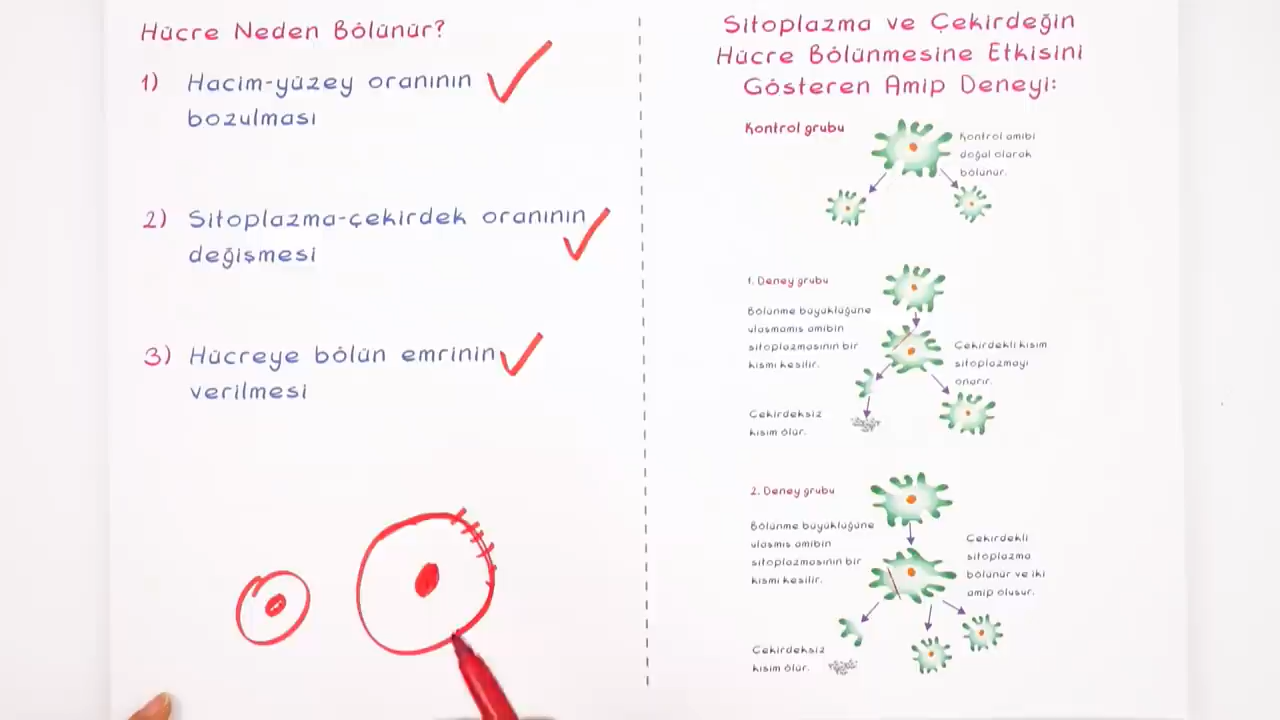 Hücre Neden Bölünür?
1) Hacim-yüzey oranının
bozulması
2) Sitoplazma-çekirdek oranının
değişmesi
3) Hücreye bölün emrinin
verilmesi
Sitoplazma ve Çekirdeğin
Hücre Bölünmesine Etkisini
Gösteren Amip Deneyi:
Kontrol grubu
Kontrol amibi
doğal olarak
bölünür.
1. Deney grubu
Bölünme büyüklüğüne
ulaşmamış amibin
sitoplazmasının bir
kısmı kesilir.
Çekirdekli kısım
sitoplazmayı
onarır.
Çekirdeksiz
kısım ölür.
2. Deney grubu
Bölünme büyüklüğüne
ulaşmış amibin
sitoplazmasının bir
kısmı kesilir.
Çekirdekli
sitoplazma
bölünür ve iki
amip oluşur.
Çekirdeksiz
kısım ölür.